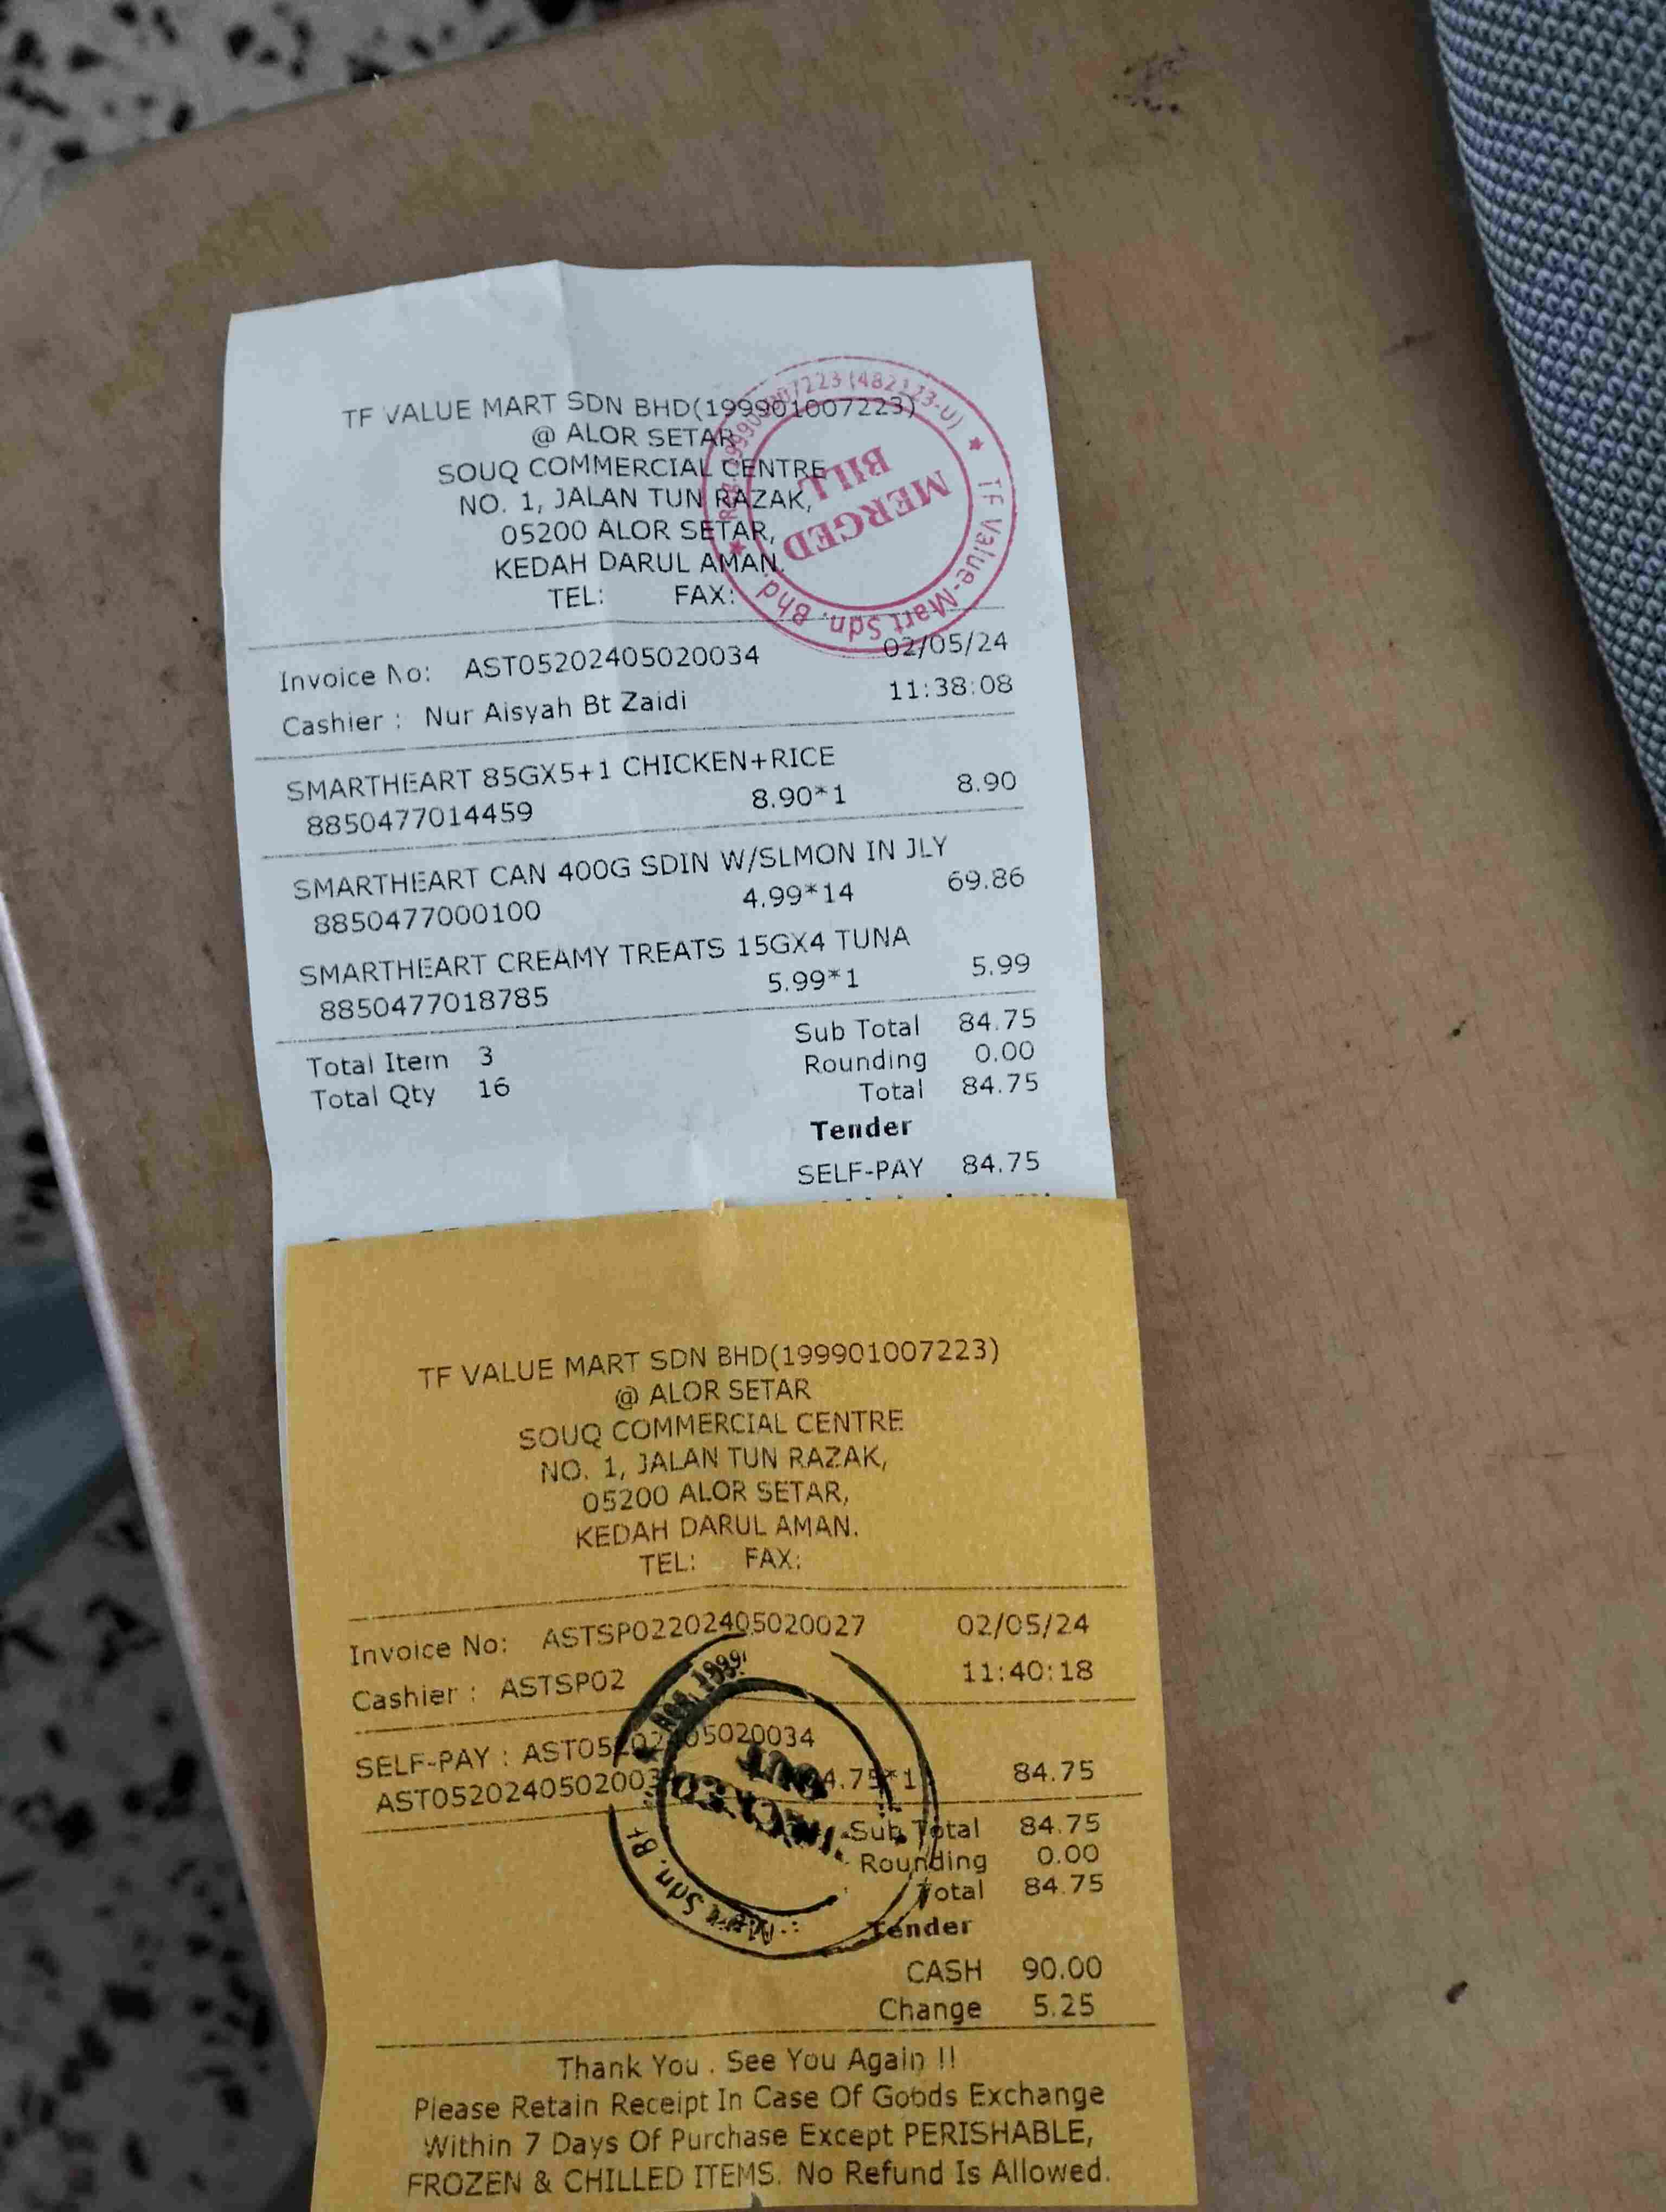 TF VALUE MART SDN BHD(199901007223)
@ ALOR SETAR
SOUQ COMMERCIAL CENTRE
NO. 1, JALAN TUN RAZAK,
05200 ALOR SETAR,
KEDAH DARUL AMAN.
TEL: FAX:
TF Value-Mart Sdn. Bhd.
MERGED
BILL
Invoice No: AST05202405020034 02/05/24
Cashier : Nur Aisyah Bt Zaidi 11:38:08
SMARTHEART 85GX5+1 CHICKEN+RICE
8850477014459 8.90*1 8.90
SMARTHEART CAN 400G SDIN W/SLMON IN JLY
8850477000100 4.99*14 69.86
SMARTHEART CREAMY TREATS 15GX4 TUNA
8850477018785 5.99*1 5.99
Total Item 3 Sub Total 84.75
Total Qty 16 Rounding 0.00
Total 84.75
Tender
SELF-PAY 84.75
TF VALUE MART SDN BHD(199901007223)
@ ALOR SETAR
SOUQ COMMERCIAL CENTRE
NO. 1, JALAN TUN RAZAK,
05200 ALOR SETAR,
KEDAH DARUL AMAN.
TEL: FAX:
Invoice No: ASTSP02202405020027 02/05/24
Cashier : ASTSP02 11:40:18
SELF-PAY : AST05202405020034
84.75
Sub Total 84.75
Rounding 0.00
Total 84.75
Tender
CASH 90.00
Change 5.25
Thank You . See You Again !!
Please Retain Receipt In Case Of Goods Exchange
Within 7 Days Of Purchase Except PERISHABLE,
FROZEN & CHILLED ITEMS. No Refund Is Allowed.